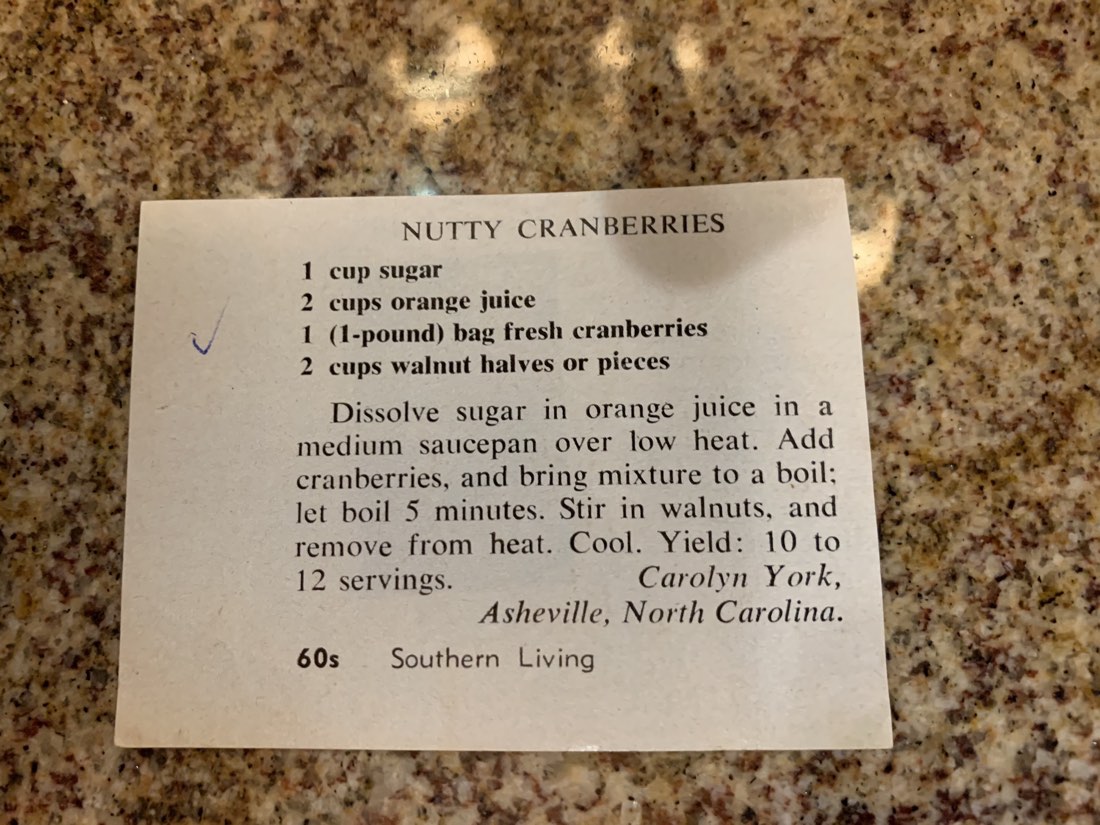 NUTTY CRANBERRIES
1 cup sugar
2 cups orange juice
1 (1-pound) bag fresh cranberries
2 cups walnut halves or pieces
Dissolve sugar in orange juice in a
medium saucepan over low heat. Add
cranberries, and bring mixture to a boil;
let boil 5 minutes. Stir in walnuts, and
remove from heat. Cool. Yield: 10 to
12 servings. Carolyn York,
Asheville, North Carolina.
60s Southern Living